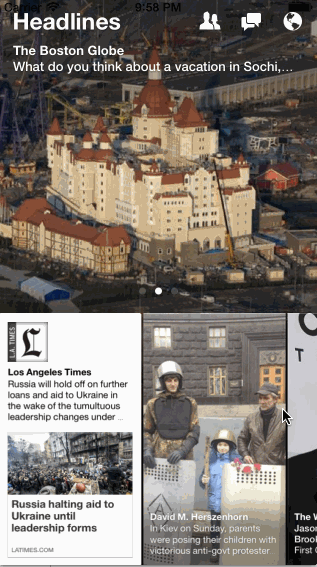 Carrier 9:58 PM
Headlines
The Boston Globe
What do you think about a vacation in Sochi,...
L.A. TIMES
L
Los Angeles Times
Russia will hold off on further
loans and aid to Ukraine in
the wake of the tumultuous
leadership changes under ...
Russia halting aid to
Ukraine until
leadership forms
LATIMES.COM
David M. Herszenhorn
In Kiev on Sunday, parents
were posing their children with
victorious anti-govt protester
T
The W
Jason
Brook
First C